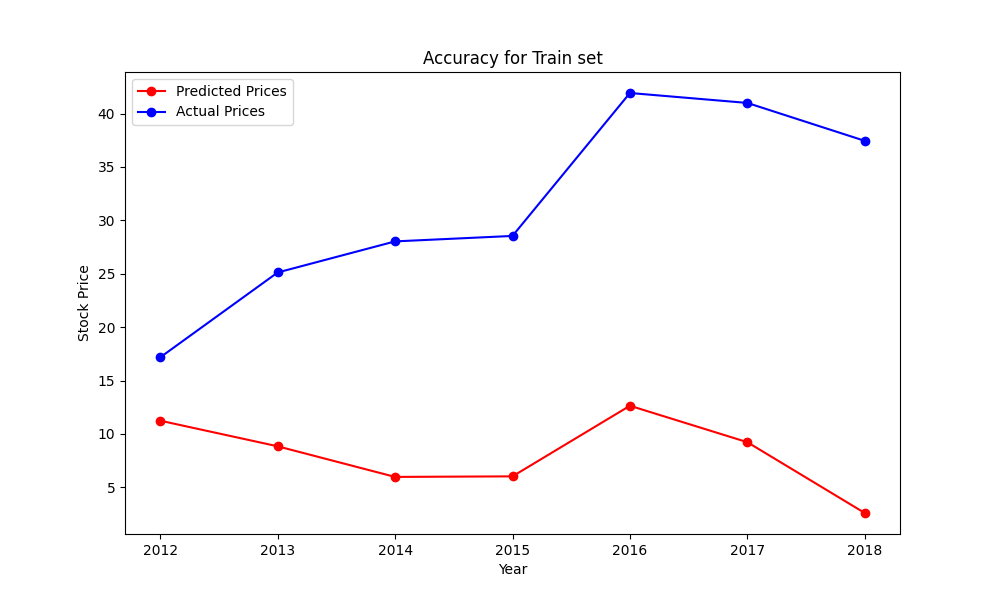 Accuracy for Train set
Predicted Prices
Actual Prices
40
35
30
25
20
15
10
5
Stock Price
2012 2013 2014 2015 2016 2017 2018
Year